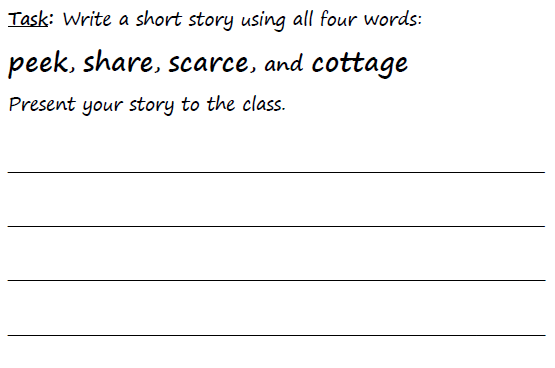 Task: Write a short story using all four words:
peek, share, scarce, and cottage
Present your story to the class.